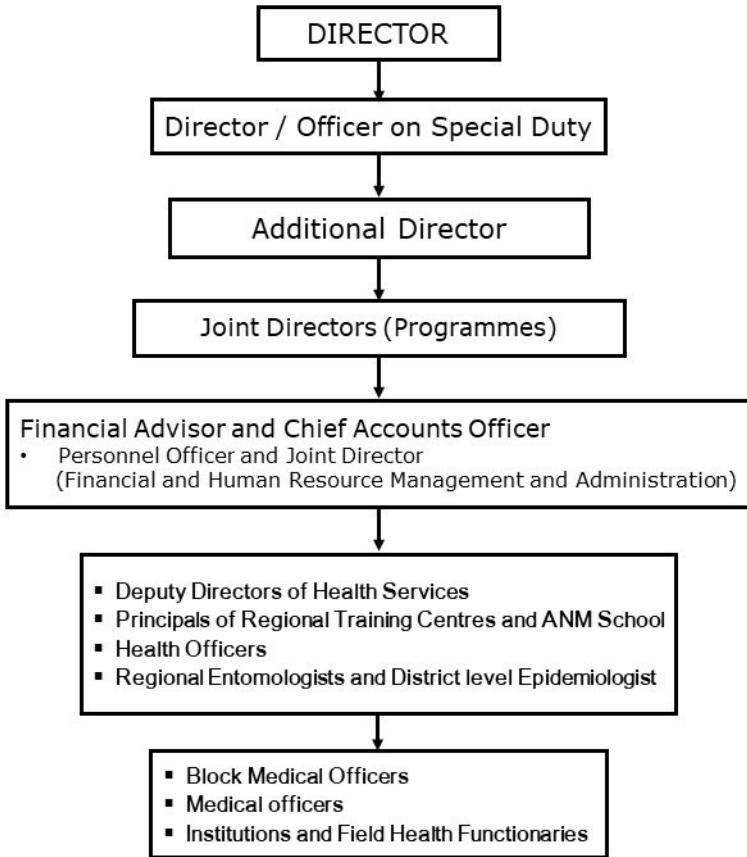 DIRECTOR
Director / Officer on Special Duty
Additional Director
Joint Directors (Programmes)
Financial Advisor and Chief Accounts Officer
• Personnel Officer and Joint Director
(Financial and Human Resource Management and Administration)
▪ Deputy Directors of Health Services
▪ Principals of Regional Training Centres and ANM School
▪ Health Officers
▪ Regional Entomologists and District level Epidemiologist
▪ Block Medical Officers
▪ Medical officers
▪ Institutions and Field Health Functionaries